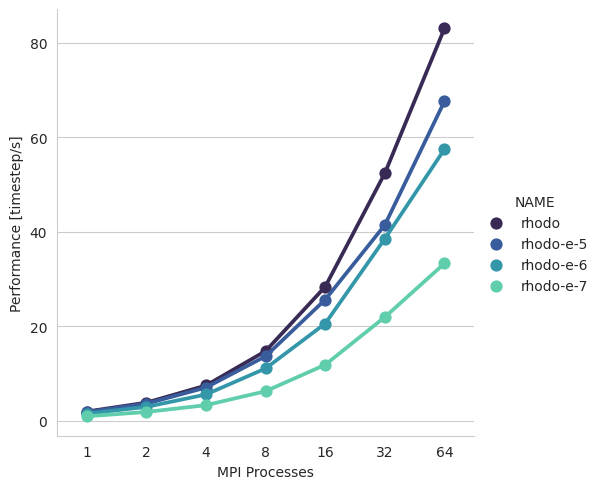 80
60
40
20
0
Performance [timestep/s]
1 2 4 8 16 32 64
MPI Processes
NAME
rhodo
rhodo-e-5
rhodo-e-6
rhodo-e-7